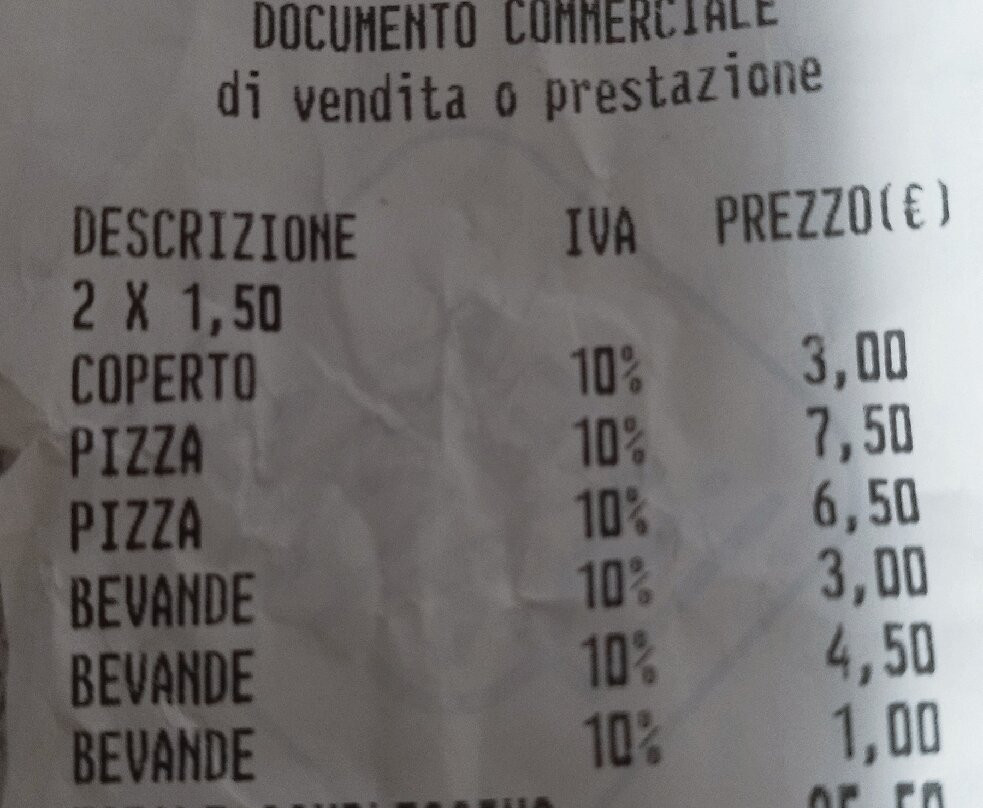 DOCUMENTO COMMERCIALE
di vendita o prestazione
DESCRIZIONE IVA PREZZO(€)
2 X 1,50
COPERTO 10% 3,00
PIZZA 10% 7,50
PIZZA 10% 6,50
BEVANDE 10% 3,00
BEVANDE 10% 4,50
BEVANDE 10% 1,00